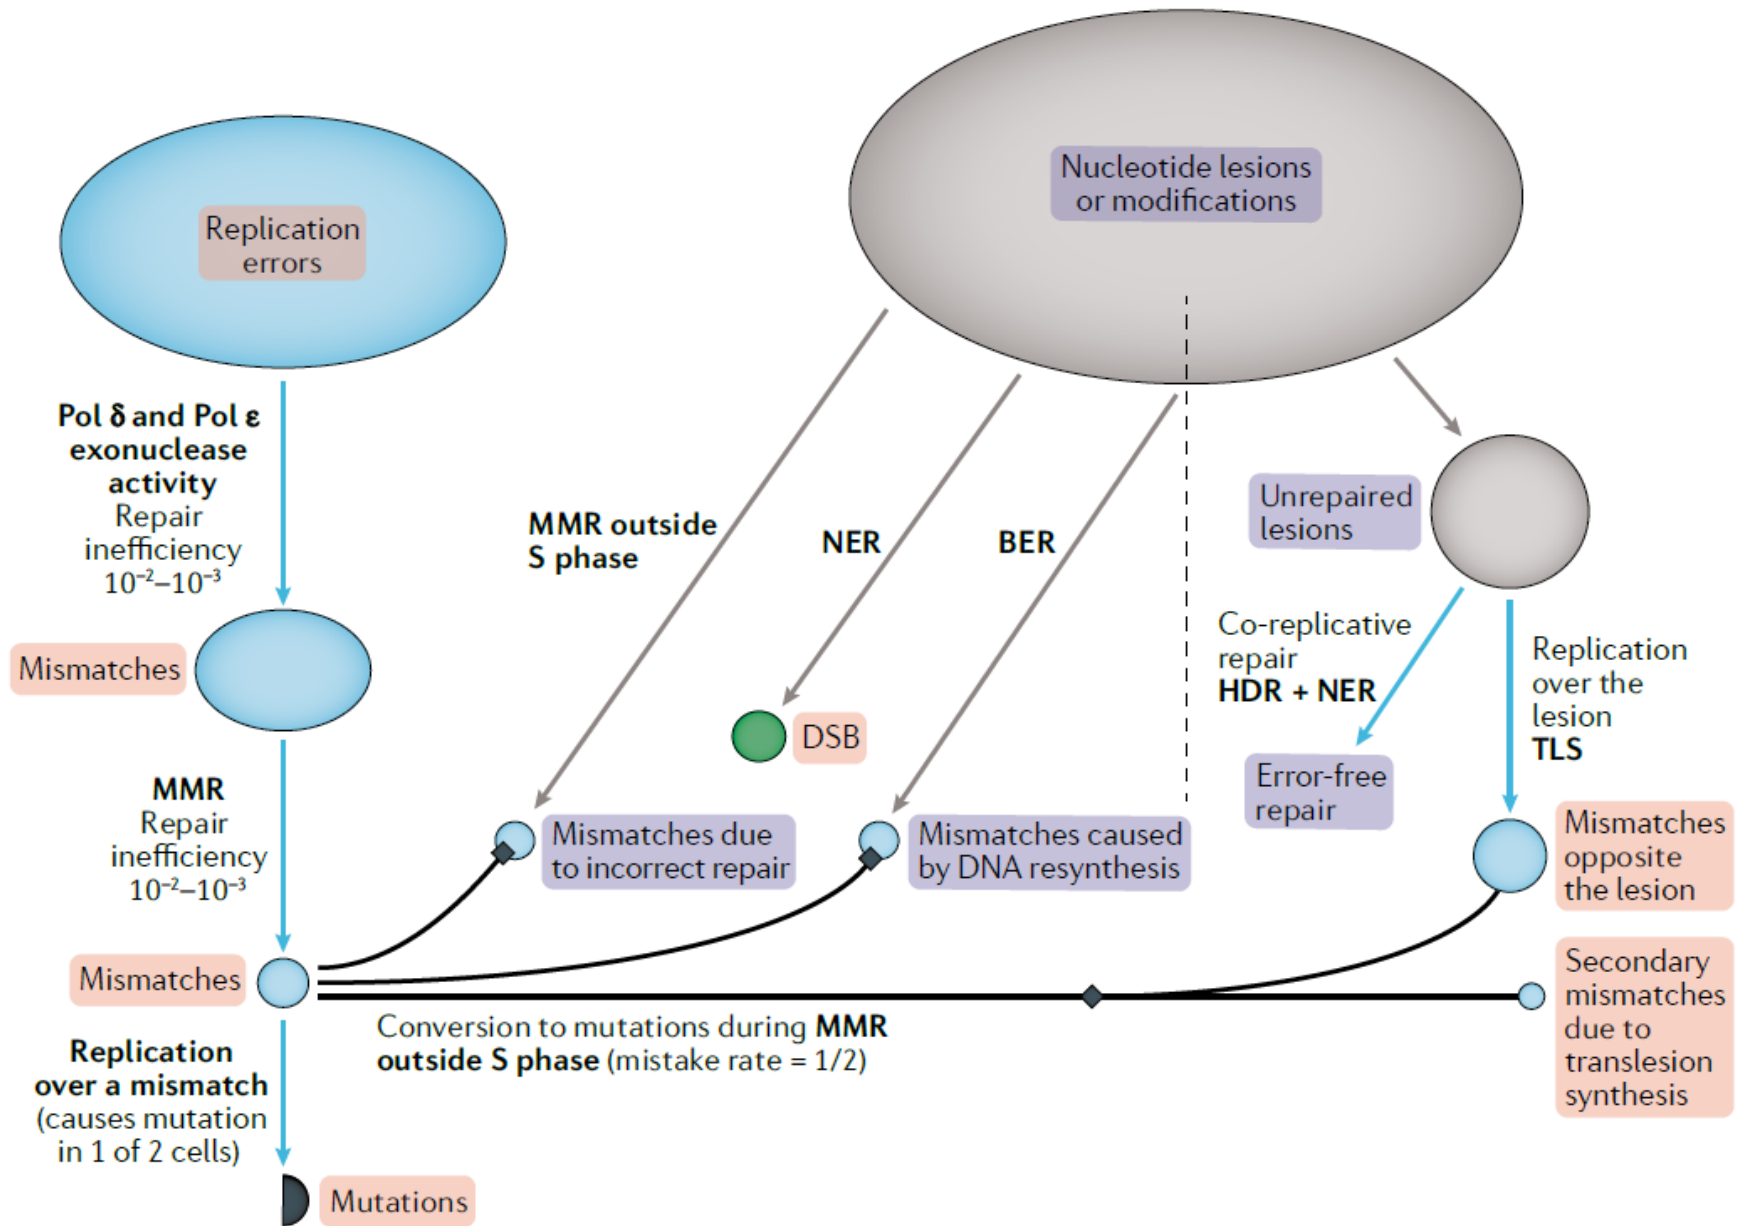 Nucleotide lesions
or modifications
Replication
errors
Pol δ and Pol ε
exonuclease
activity
Repair
inefficiency
10⁻²–10⁻³
MMR outside
S phase
NER
BER
Unrepaired
lesions
Co-replicative
repair
HDR + NER
Replication
over the
lesion
TLS
Mismatches
DSB
Error-free
repair
MMR
Repair
inefficiency
10⁻²–10⁻³
Mismatches due
to incorrect repair
Mismatches caused
by DNA resynthesis
Mismatches
opposite
the lesion
Mismatches
Secondary
mismatches
due to
translesion
synthesis
Conversion to mutations during MMR
outside S phase (mistake rate = 1/2)
Replication
over a mismatch
(causes mutation
in 1 of 2 cells)
Mutations